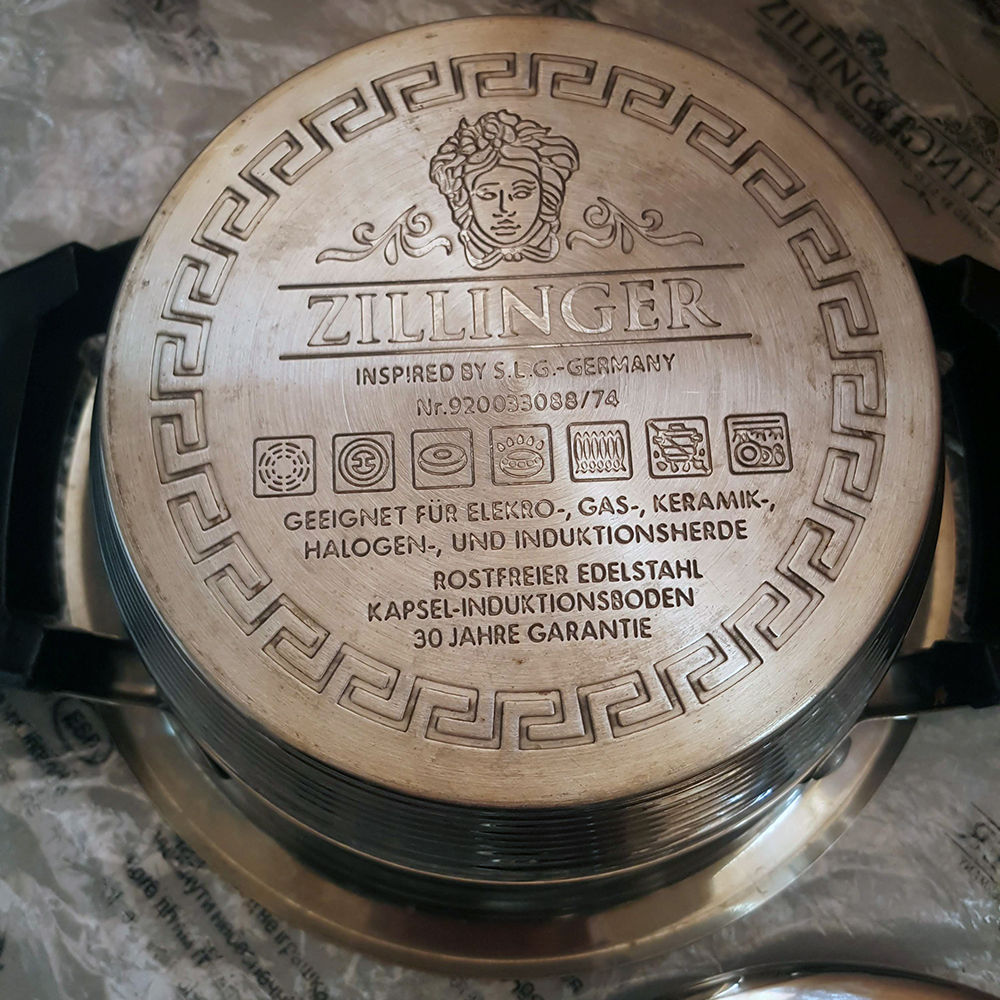 ZILLINGER
INSPIRED BY S.L.G.-GERMANY
Nr.920033088/74
GEEIGNET FÜR ELEKRO-, GAS-, KERAMIK-,
HALOGEN-, UND INDUKTIONSHERDE
ROSTFREIER EDELSTAHL
KAPSEL-INDUKTIONSBODEN
30 JAHRE GARANTIE
ZILLINGER